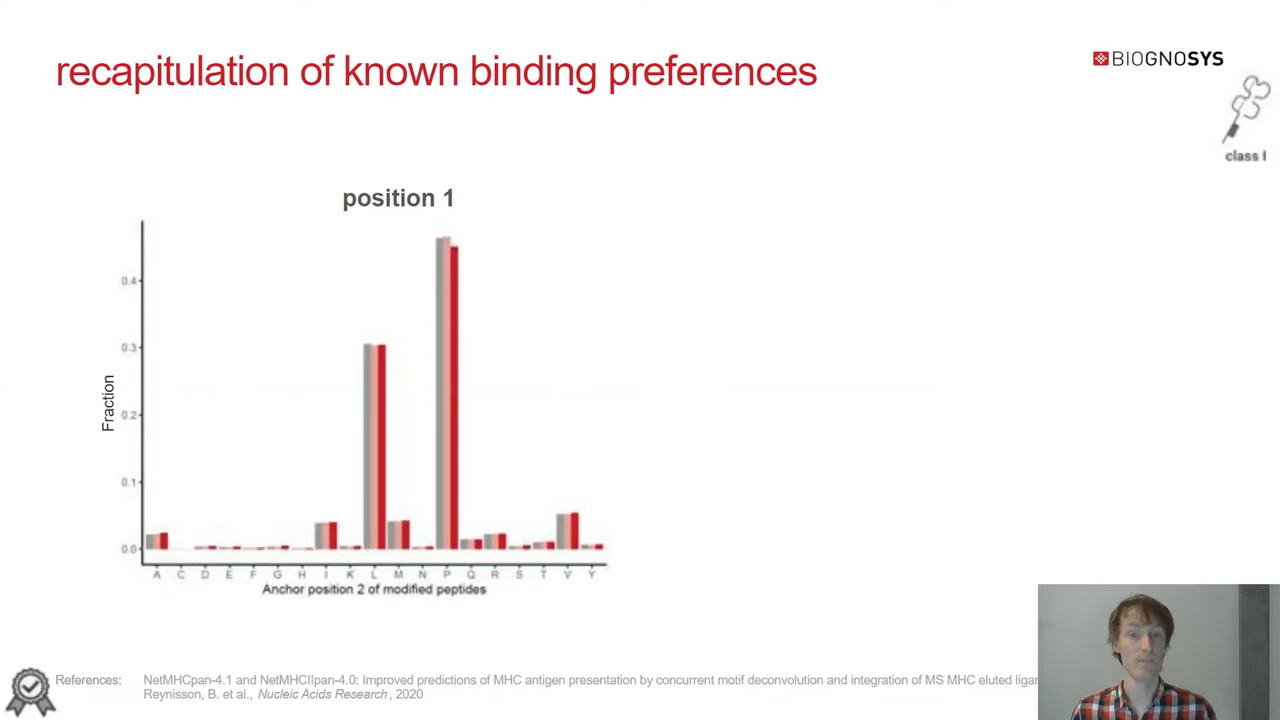 recapitulation of known binding preferences
BIOGNOSYS
class I
position 1
Fraction
0.4
0.3
0.2
0.1
0.0
A C D E F G H I K L M N P Q R S T V Y
Anchor position 2 of modified peptides
References: NetMHCpan-4.1 and NetMHCIIpan-4.0: Improved predictions of MHC antigen presentation by concurrent motif deconvolution and integration of MS MHC eluted
Reynisson, B. et al., Nucleic Acids Research, 2020